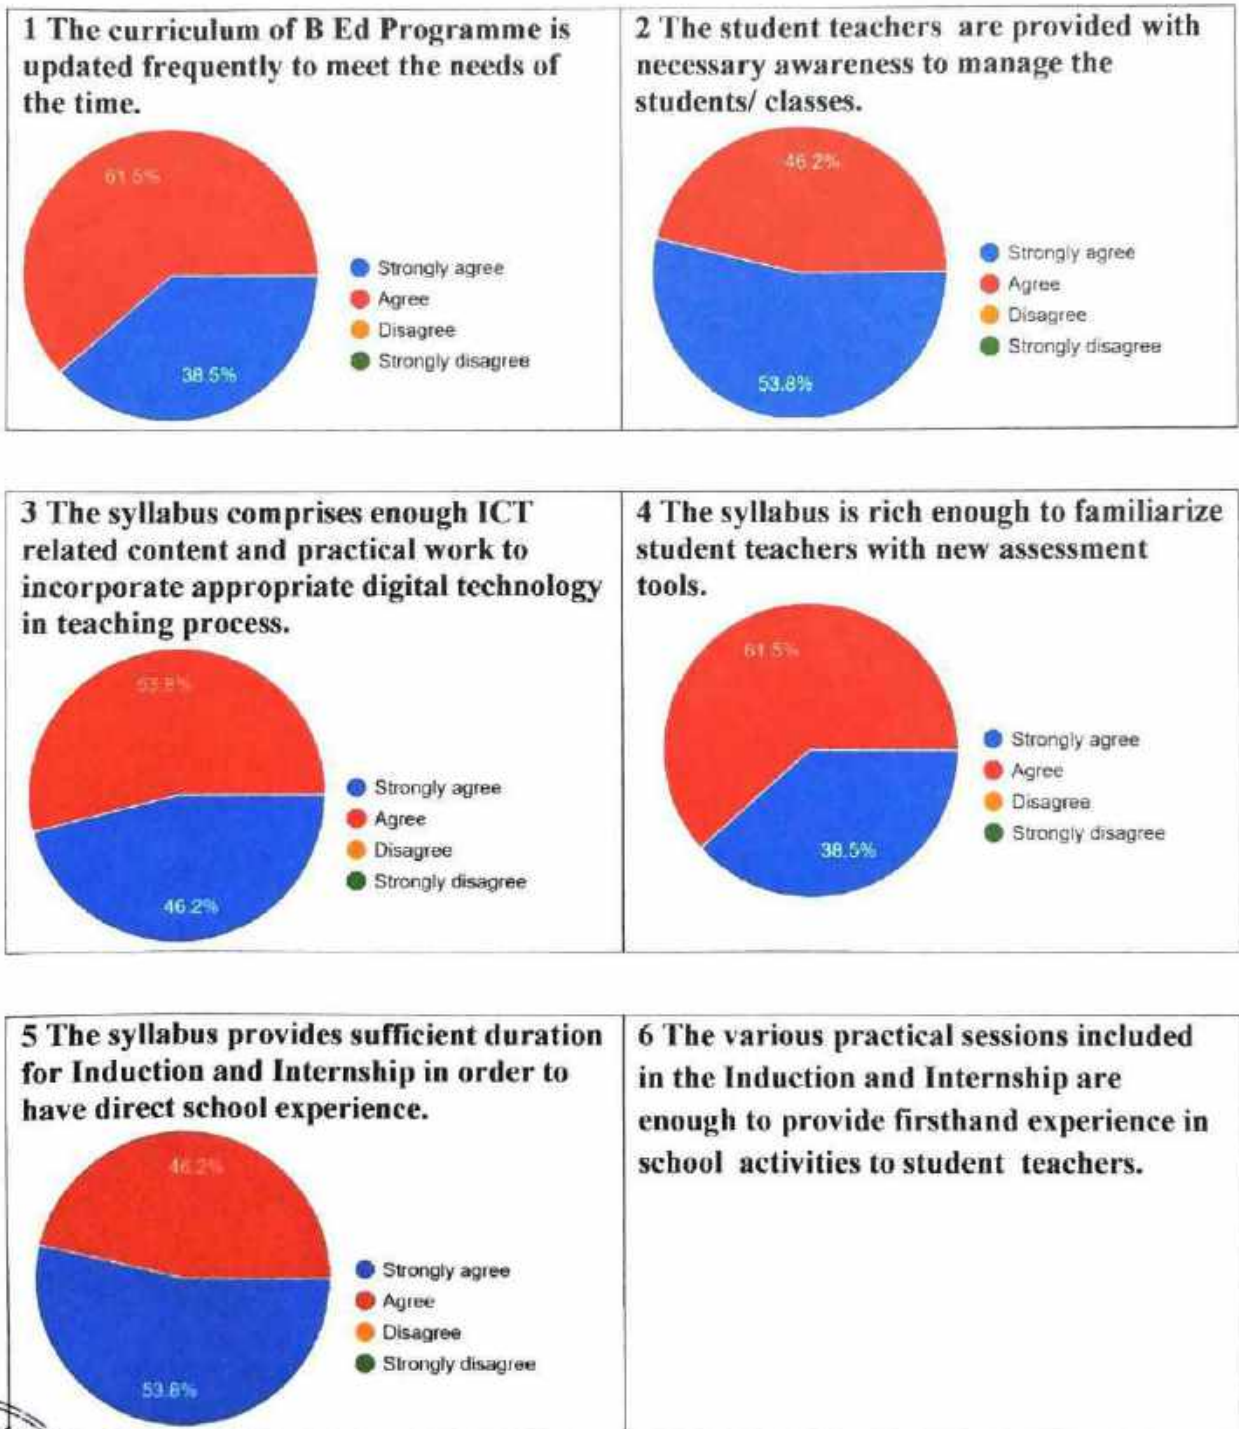 1 The curriculum of B Ed Programme is
updated frequently to meet the needs of
the time.
61.5%
Strongly agree
Agree
Disagree
Strongly disagree
38.5%
2 The student teachers are provided with
necessary awareness to manage the
students/ classes.
46.2%
Strongly agree
Agree
Disagree
Strongly disagree
53.8%
3 The syllabus comprises enough ICT
related content and practical work to
incorporate appropriate digital technology
in teaching process.
53.8%
Strongly agree
Agree
Disagree
Strongly disagree
46.2%
4 The syllabus is rich enough to familiarize
student teachers with new assessment
tools.
61.5%
Strongly agree
Agree
Disagree
Strongly disagree
38.5%
5 The syllabus provides sufficient duration
for Induction and Internship in order to
have direct school experience.
46.2%
Strongly agree
Agree
Disagree
Strongly disagree
53.8%
6 The various practical sessions included
in the Induction and Internship are
enough to provide firsthand experience in
school activities to student teachers.